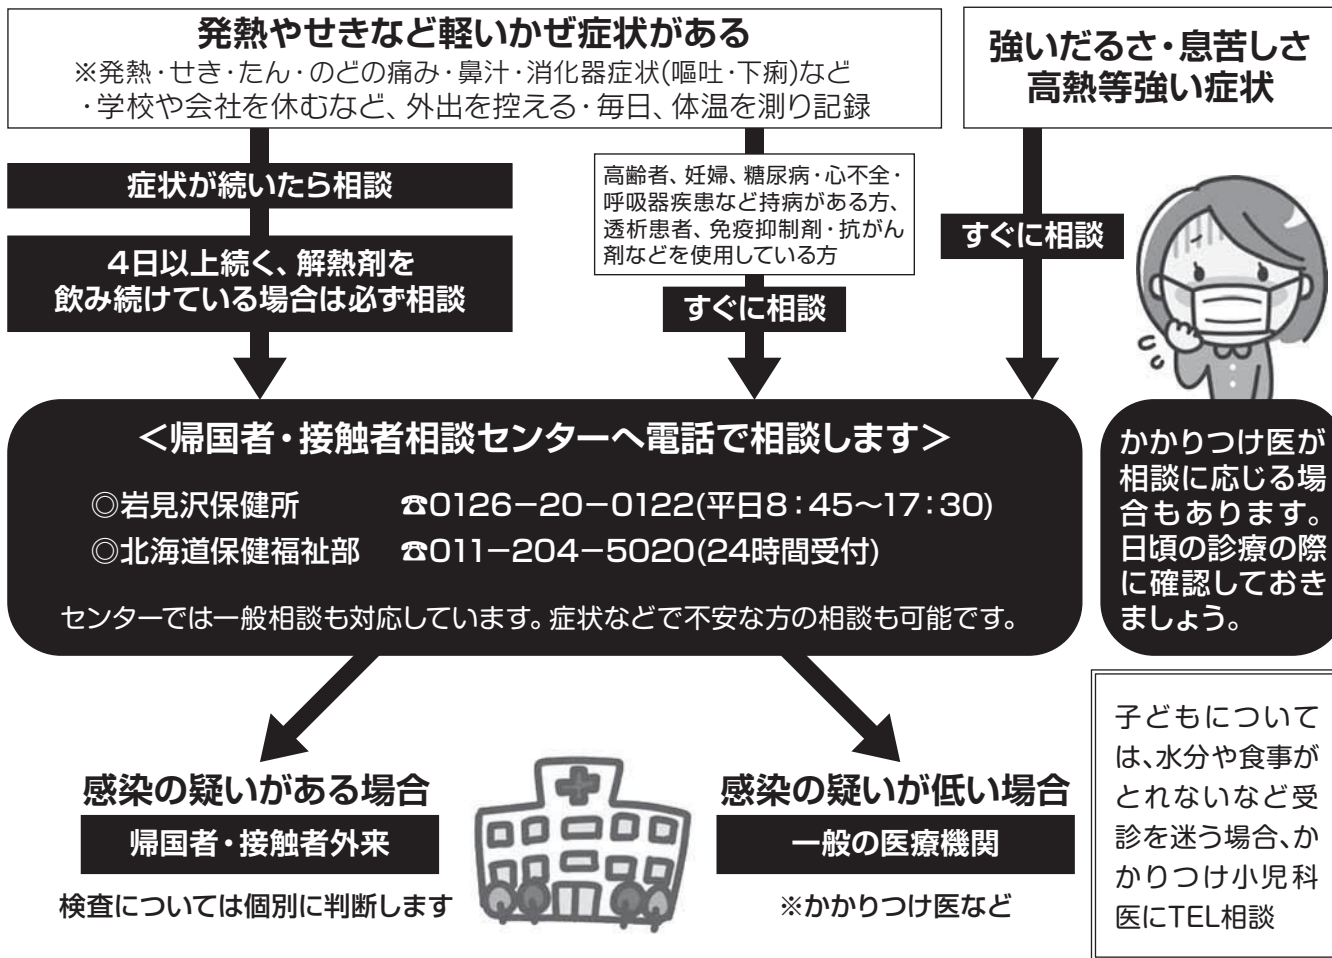 発熱やせきなど軽いかぜ症状がある
※発熱・せき・たん・のどの痛み・鼻汁・消化器症状(嘔吐・下痢)など
・学校や会社を休むなど、外出を控える・毎日、体温を測り記録
強いだるさ・息苦しさ
高熱等強い症状
症状が続いたら相談
4日以上続く、解熱剤を
飲み続けている場合は必ず相談
高齢者、妊婦、糖尿病・心不全・
呼吸器疾患など持病がある方、
透析患者、免疫抑制剤・抗がん
剤などを使用している方
すぐに相談
すぐに相談
＜帰国者・接触者相談センターへ電話で相談します＞
◎岩見沢保健所 ☎0126－20－0122(平日8：45～17：30)
◎北海道保健福祉部 ☎011－204－5020(24時間受付)
センターでは一般相談も対応しています。症状などで不安な方の相談も可能です。
かかりつけ医が
相談に応じる場
合もあります。
日頃の診療の際
に確認しておき
ましょう。
感染の疑いがある場合
帰国者・接触者外来
検査については個別に判断します
感染の疑いが低い場合
一般の医療機関
※かかりつけ医など
子どもについて
は、水分や食事が
とれないなど受
診を迷う場合、か
かりつけ小児科
医にTEL相談